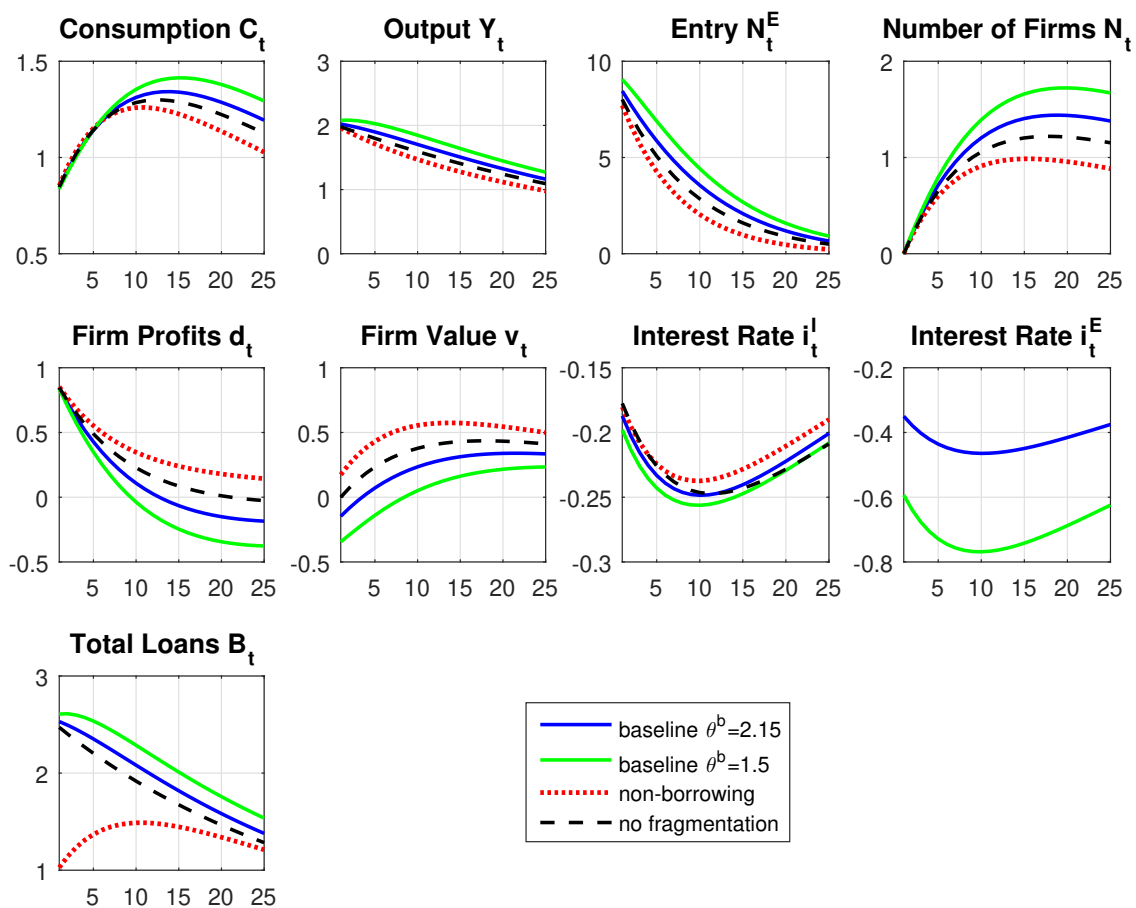 Consumption C_t
Output Y_t
Entry N_t^E
Number of Firms N_t
1.5
1
0.5
5 10 15 20 25
3
2
1
0
5 10 15 20 25
10
5
0
5 10 15 20 25
2
1
0
5 10 15 20 25
Firm Profits d_t
Firm Value v_t
Interest Rate i_t^I
Interest Rate i_t^E
1
0.5
0
-0.5
5 10 15 20 25
1
0.5
0
-0.5
5 10 15 20 25
-0.15
-0.2
-0.25
-0.3
5 10 15 20 25
-0.2
-0.4
-0.6
-0.8
5 10 15 20 25
Total Loans B_t
3
2
1
5 10 15 20 25
baseline θ^b=2.15
baseline θ^b=1.5
non-borrowing
no fragmentation